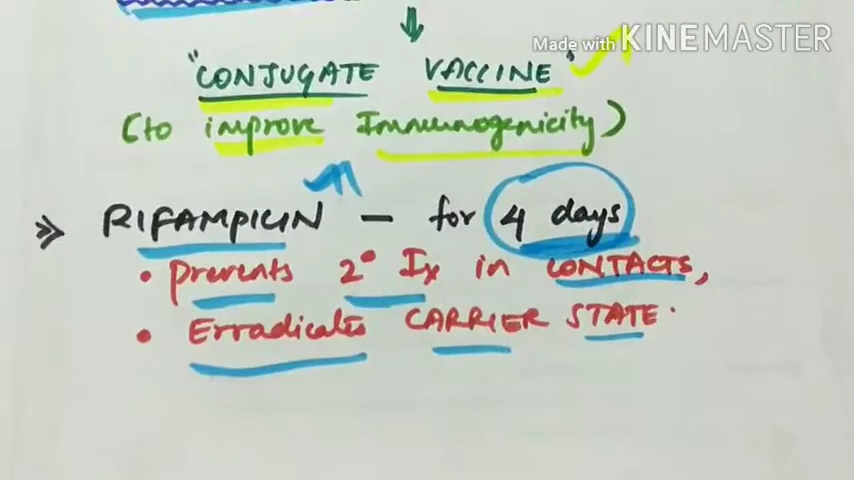 Made with KINEMASTER
"CONJUGATE VACCINE"
(to improve Immunogenicity)
» RIFAMPICIN – for 4 days
• Prevents 2° Ix in CONTACTS,
• Erradicates CARRIER STATE.